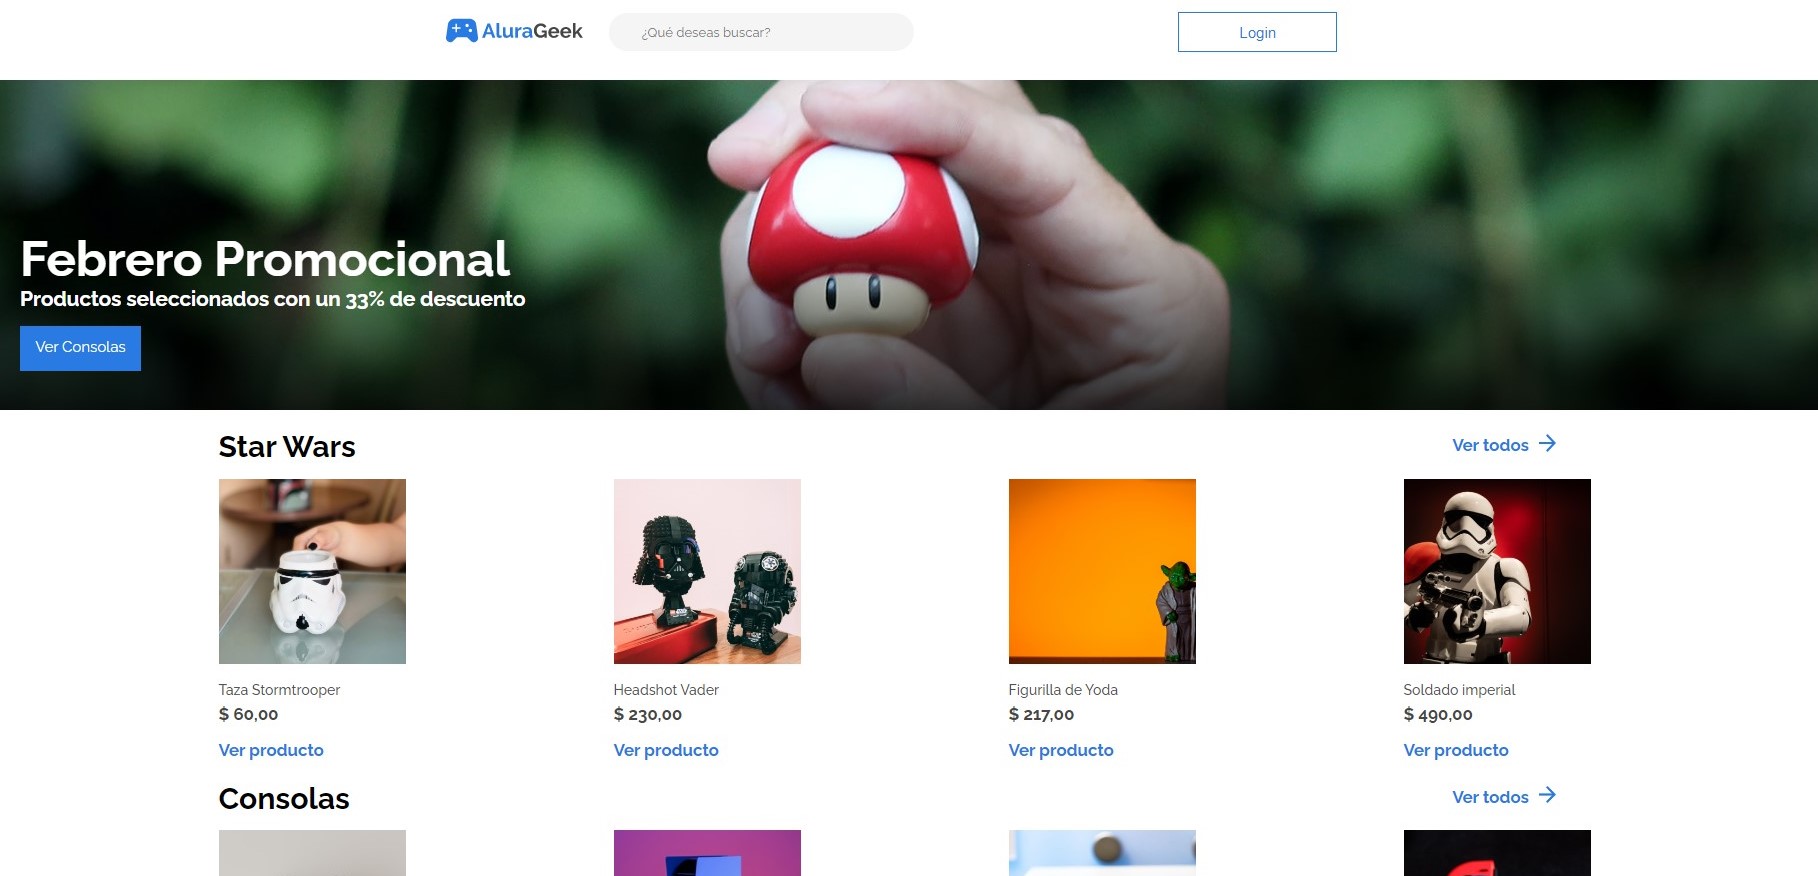 AluraGeek
¿Qué deseas buscar?
Login
Febrero Promocional
Productos seleccionados con un 33% de descuento
Ver Consolas
Star Wars
Ver todos
Taza Stormtrooper
$ 60,00
Ver producto
Headshot Vader
$ 230,00
Ver producto
Figurilla de Yoda
$ 217,00
Ver producto
Soldado imperial
$ 490,00
Ver producto
Consolas
Ver todos